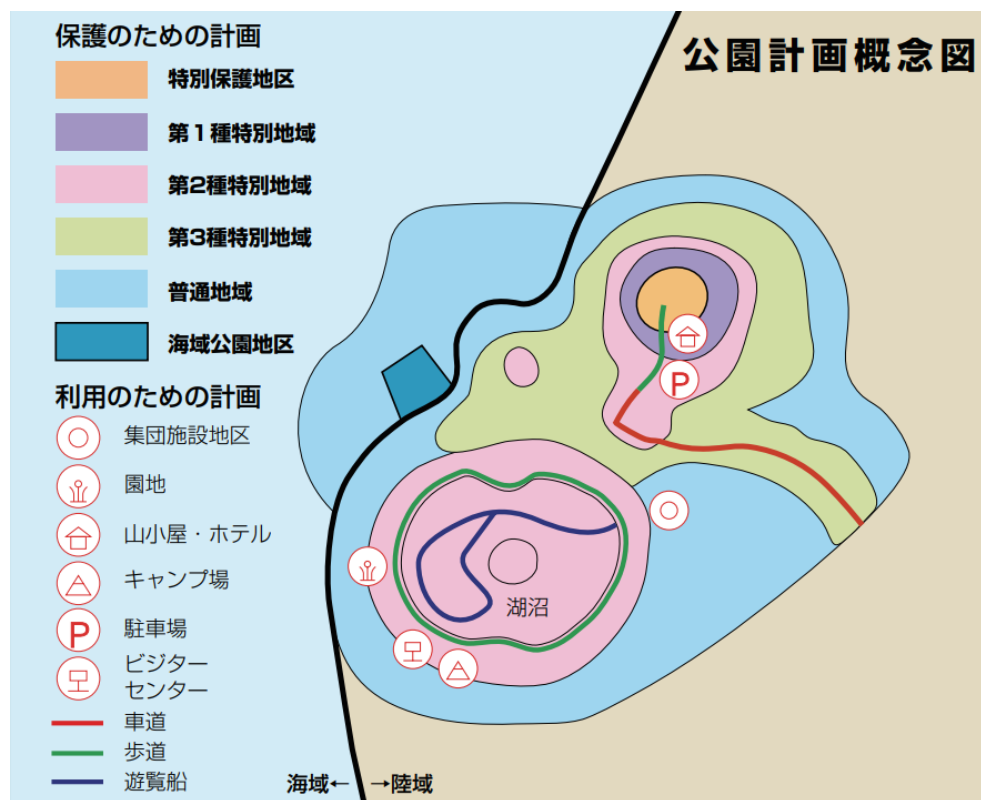 公園計画概念図
保護のための計画
特別保護地区
第１種特別地域
第2種特別地域
第3種特別地域
普通地域
海域公園地区
利用のための計画
集団施設地区
園地
山小屋・ホテル
キャンプ場
P
駐車場
ビジター
センター
車道
歩道
遊覧船
P
湖沼
海域← →陸域